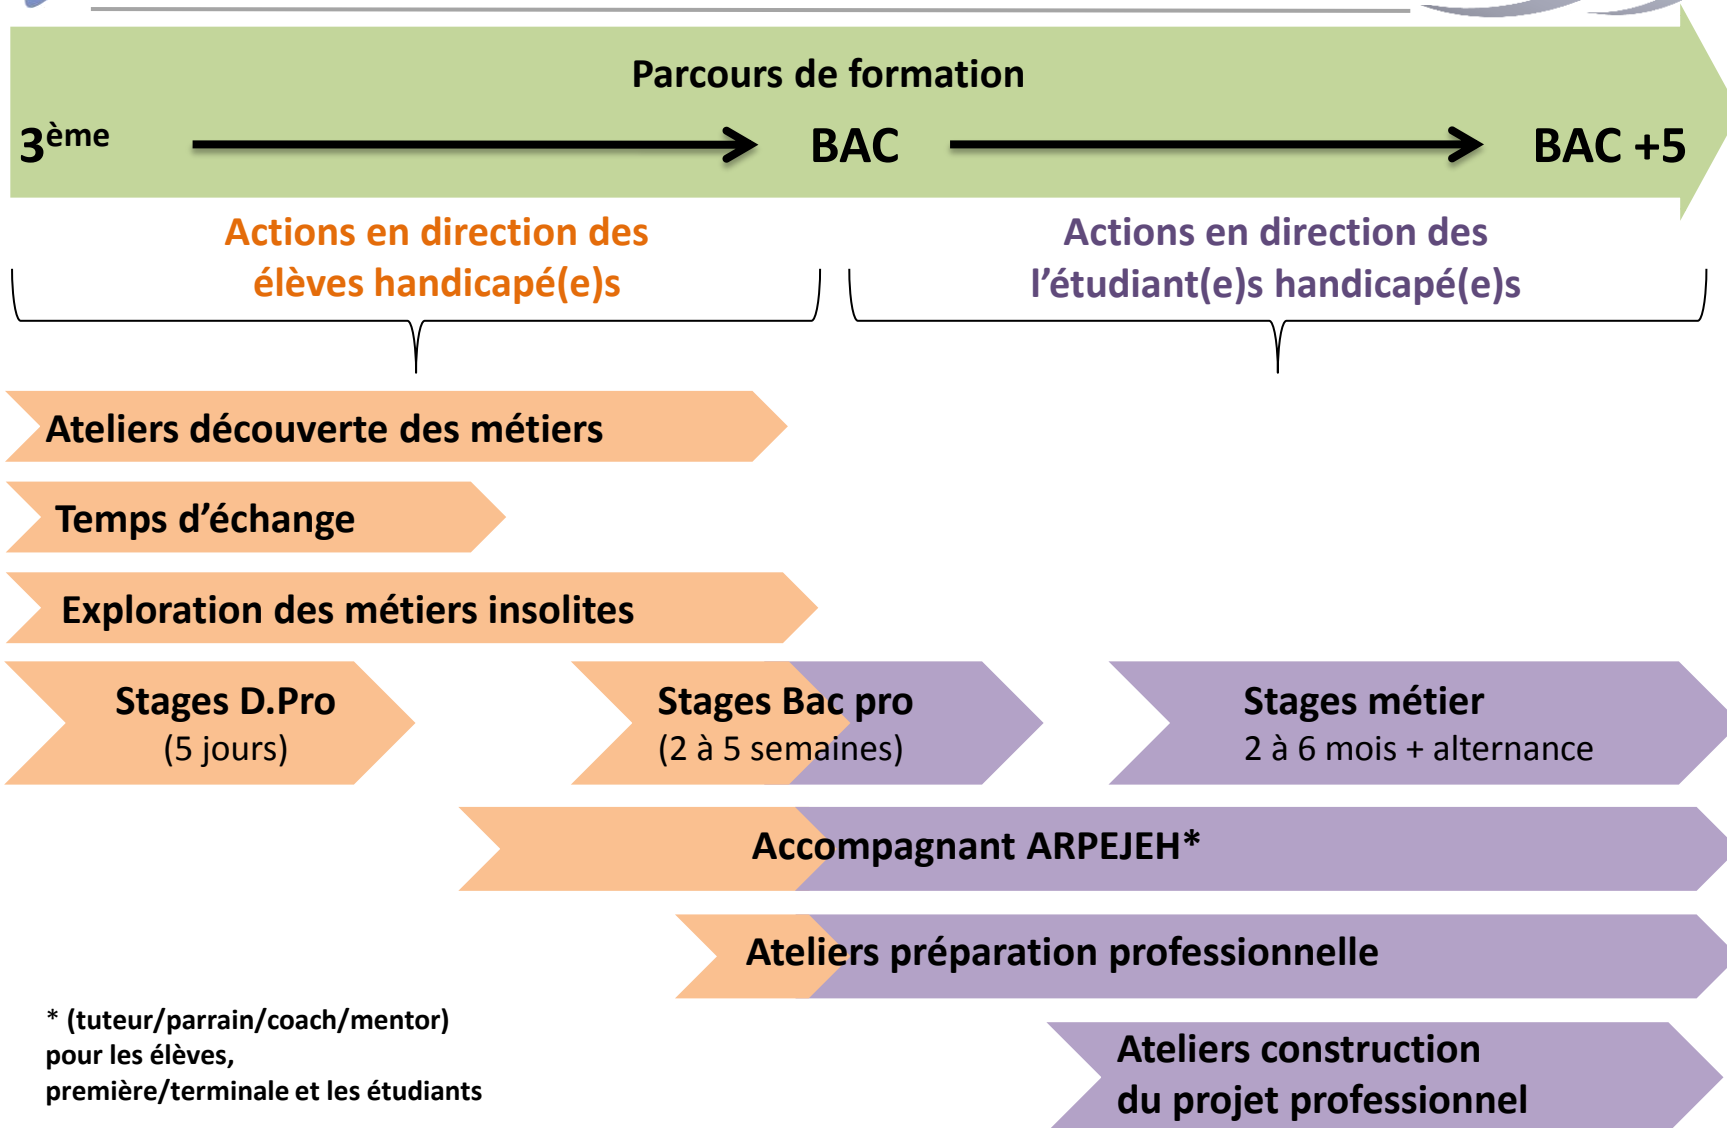 Parcours de formation
3ème BAC BAC +5
Actions en direction des
élèves handicapé(e)s
Actions en direction des
l’étudiant(e)s handicapé(e)s
Ateliers découverte des métiers
Temps d’échange
Exploration des métiers insolites
Stages D.Pro
(5 jours)
Stages Bac pro
(2 à 5 semaines)
Stages métier
2 à 6 mois + alternance
Accompagnant ARPEJEH*
Ateliers préparation professionnelle
* (tuteur/parrain/coach/mentor)
pour les élèves,
première/terminale et les étudiants
Ateliers construction
du projet professionnel